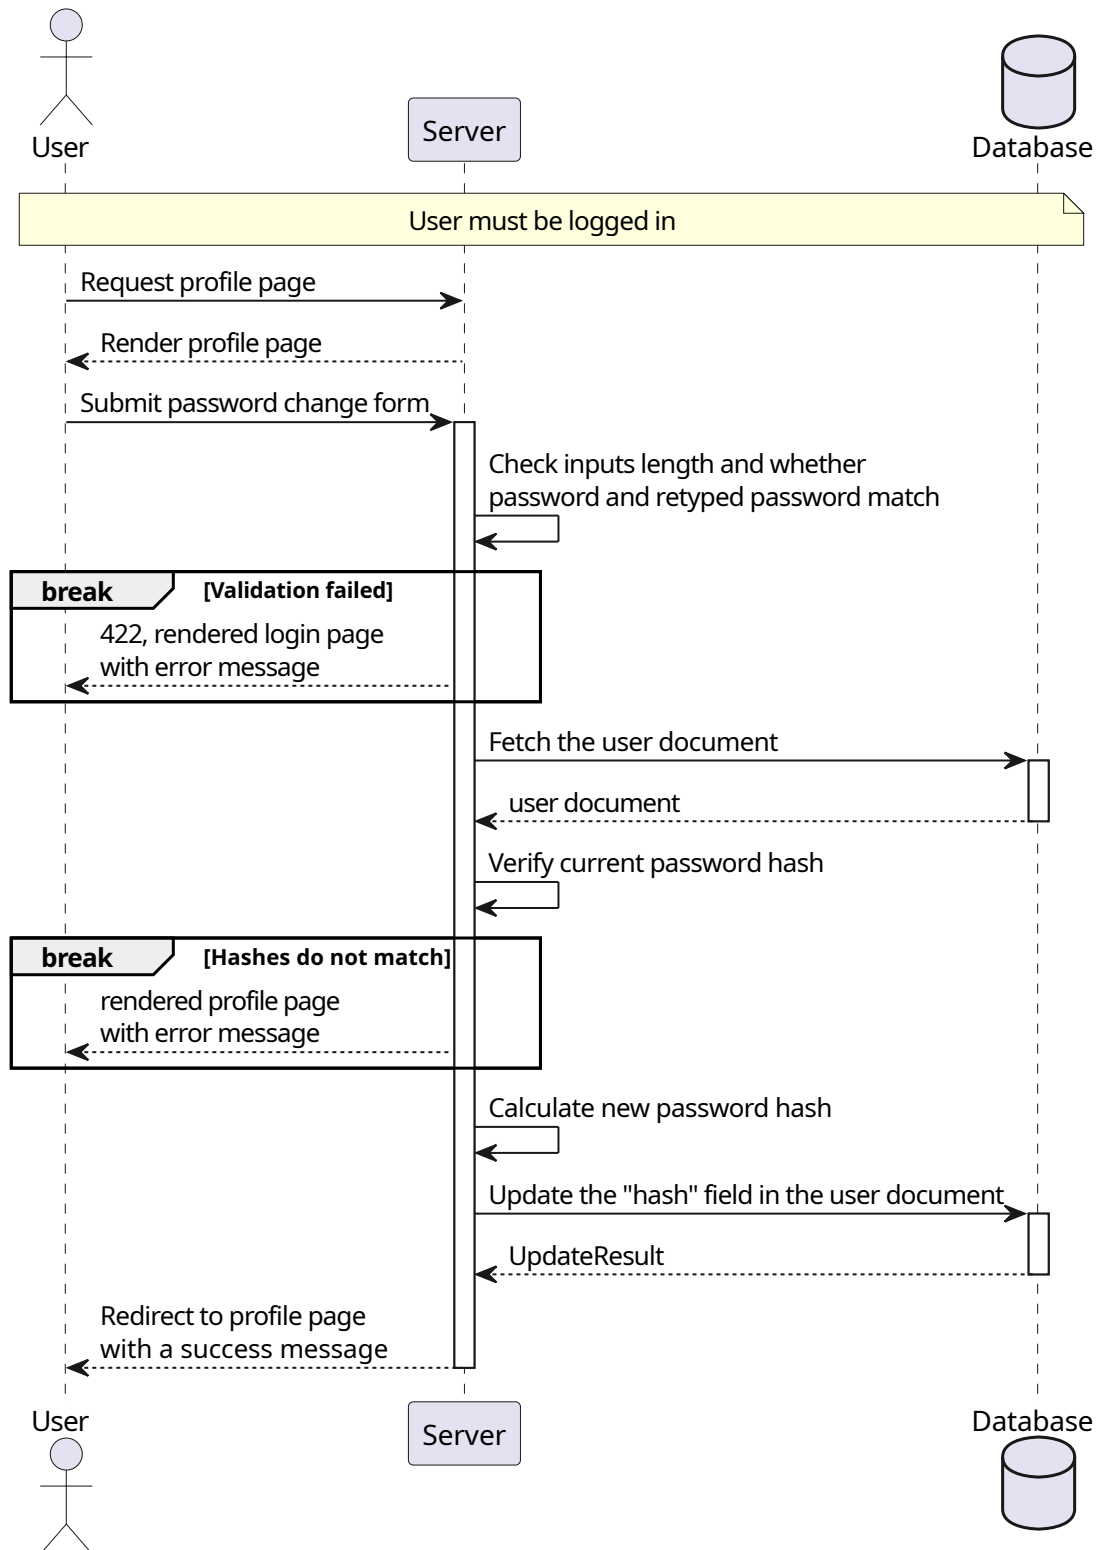 User
Server
Database
User must be logged in
Request profile page
Render profile page
Submit password change form
Check inputs length and whether
password and retyped password match
break
[Validation failed]
422, rendered login page
with error message
Fetch the user document
user document
Verify current password hash
break
[Hashes do not match]
rendered profile page
with error message
Calculate new password hash
Update the "hash" field in the user document
UpdateResult
Redirect to profile page
with a success message
User
Server
Database